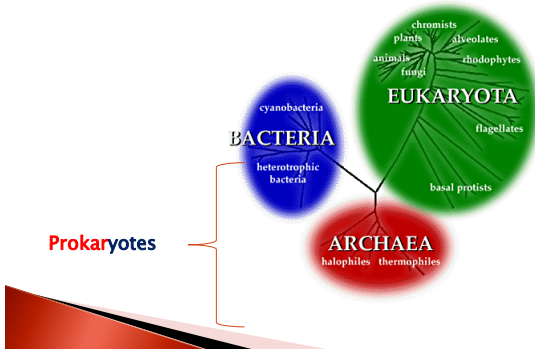 chromists
plants
alveolates
animals
rhodophytes
fungi
EUKARYOTA
cyanobacteria
flagellates
BACTERIA
heterotrophic
bacteria
basal protists
Prokaryotes
ARCHAEA
halophiles thermophiles